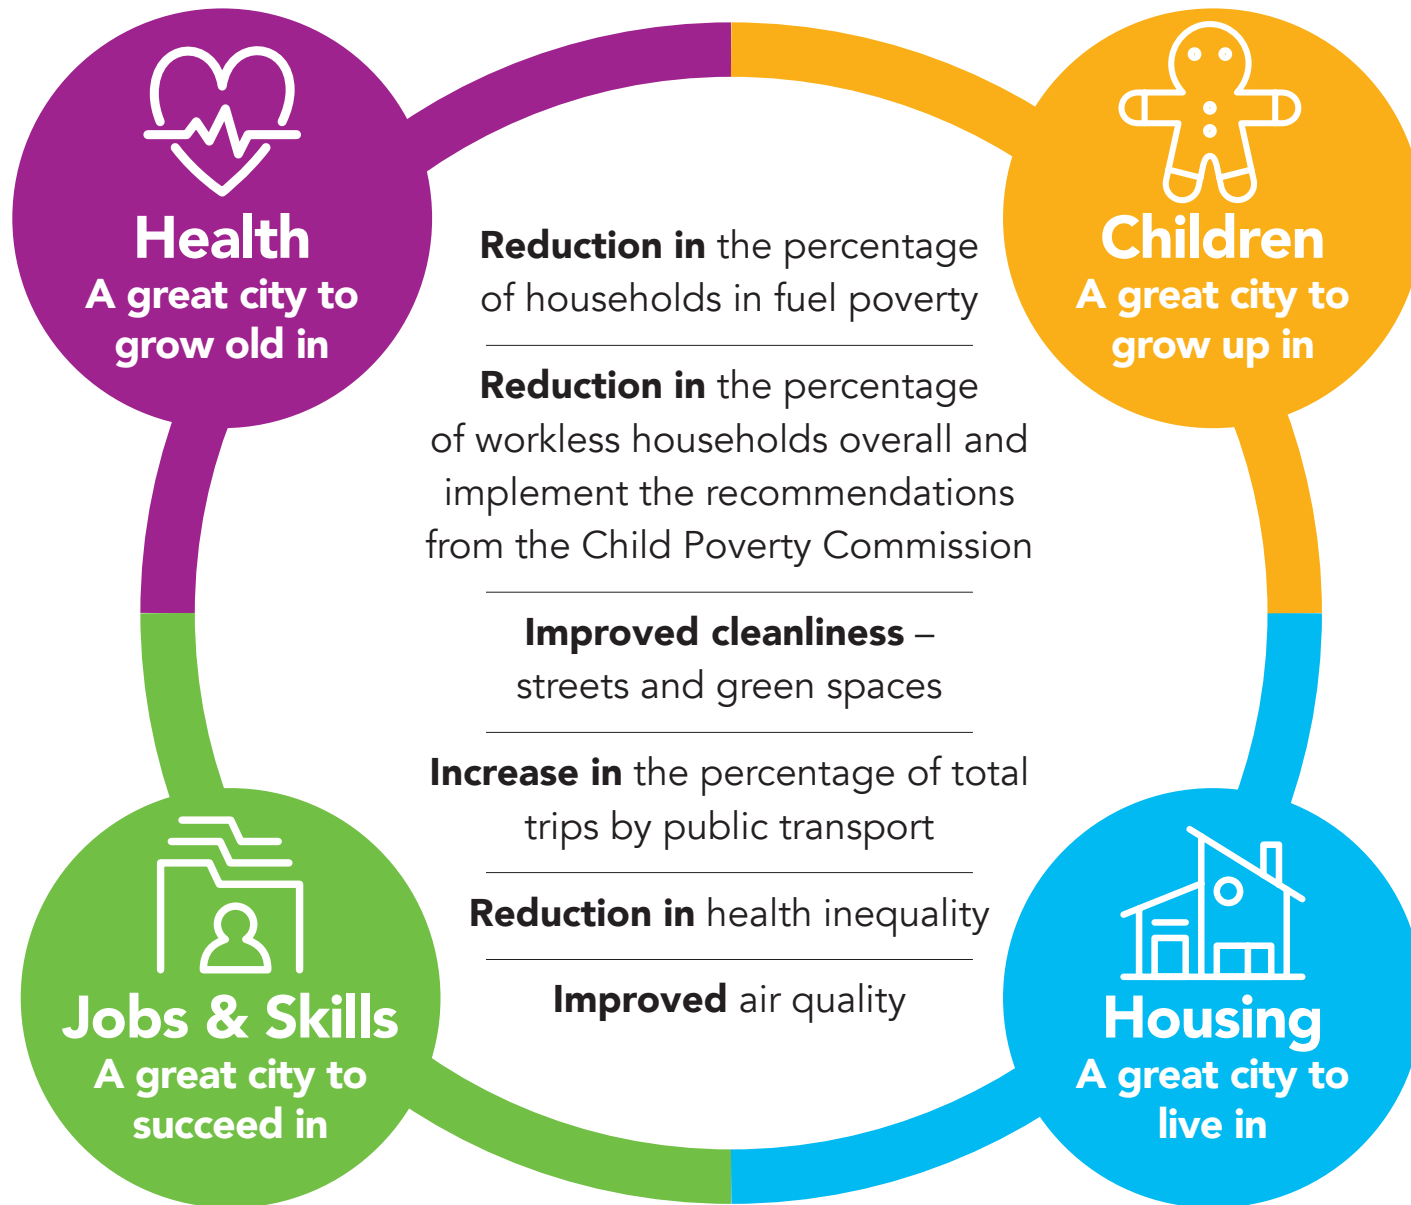 Health
A great city to
grow old in
Children
A great city to
grow up in
Reduction in the percentage
of households in fuel poverty
Reduction in the percentage
of workless households overall and
implement the recommendations
from the Child Poverty Commission
Improved cleanliness –
streets and green spaces
Increase in the percentage of total
trips by public transport
Reduction in health inequality
Improved air quality
Jobs & Skills
A great city to
succeed in
Housing
A great city to
live in